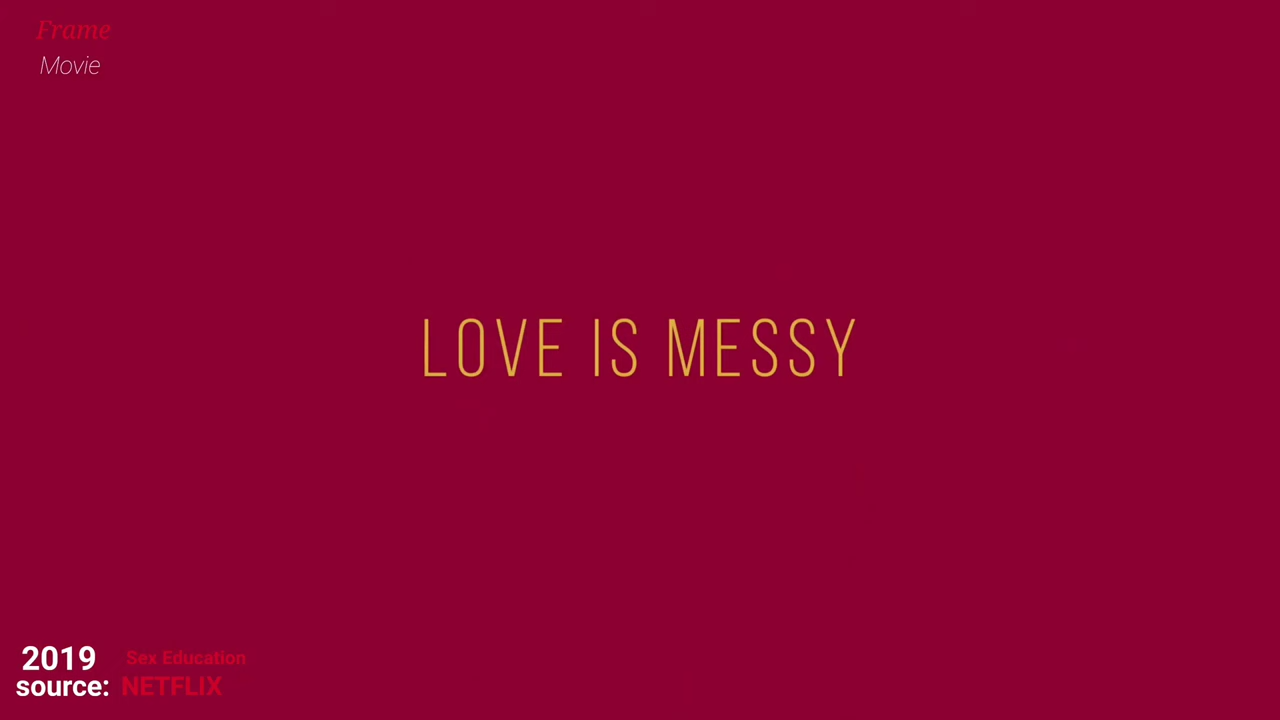 Frame
Movie
LOVE IS MESSY
2019 Sex Education
source: NETFLIX